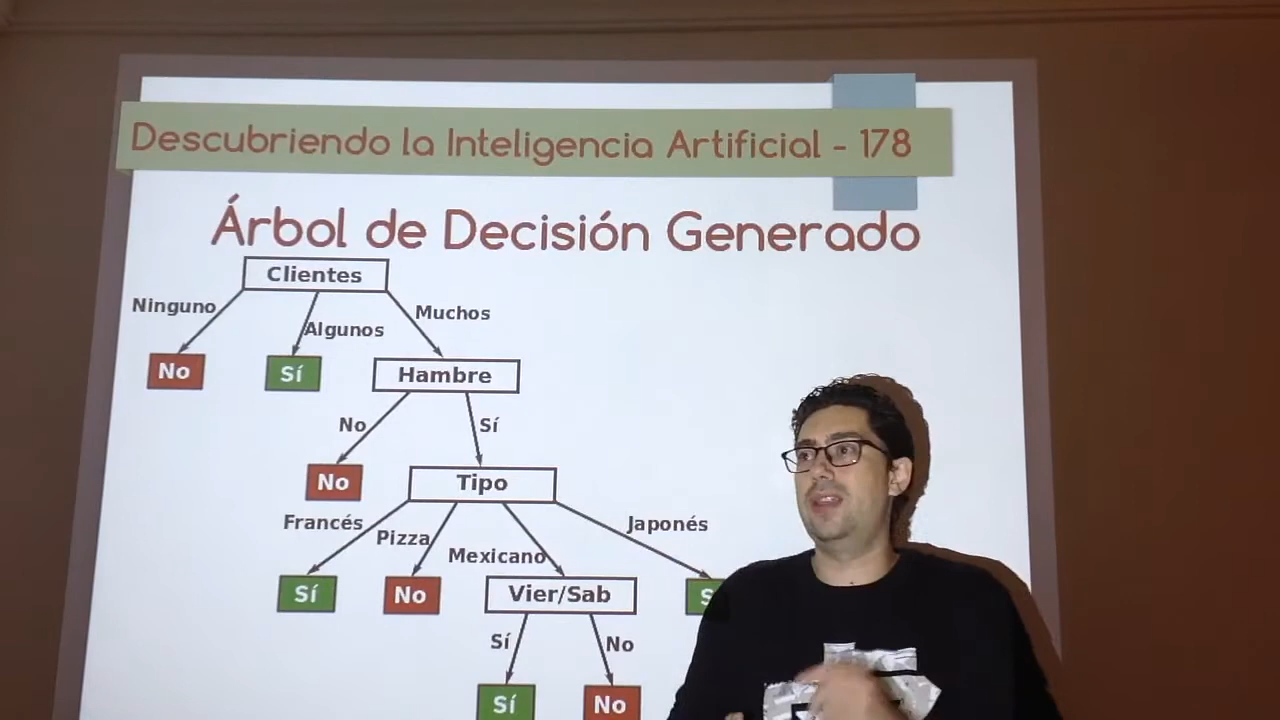 Descubriendo la Inteligencia Artificial - 178
Árbol de Decisión Generado
Clientes
Ninguno
Algunos
Muchos
No
Sí
Hambre
No
Sí
No
Tipo
Francés
Pizza
Mexicano
Japonés
Sí
No
Vier/Sab
Sí
No
Sí
No